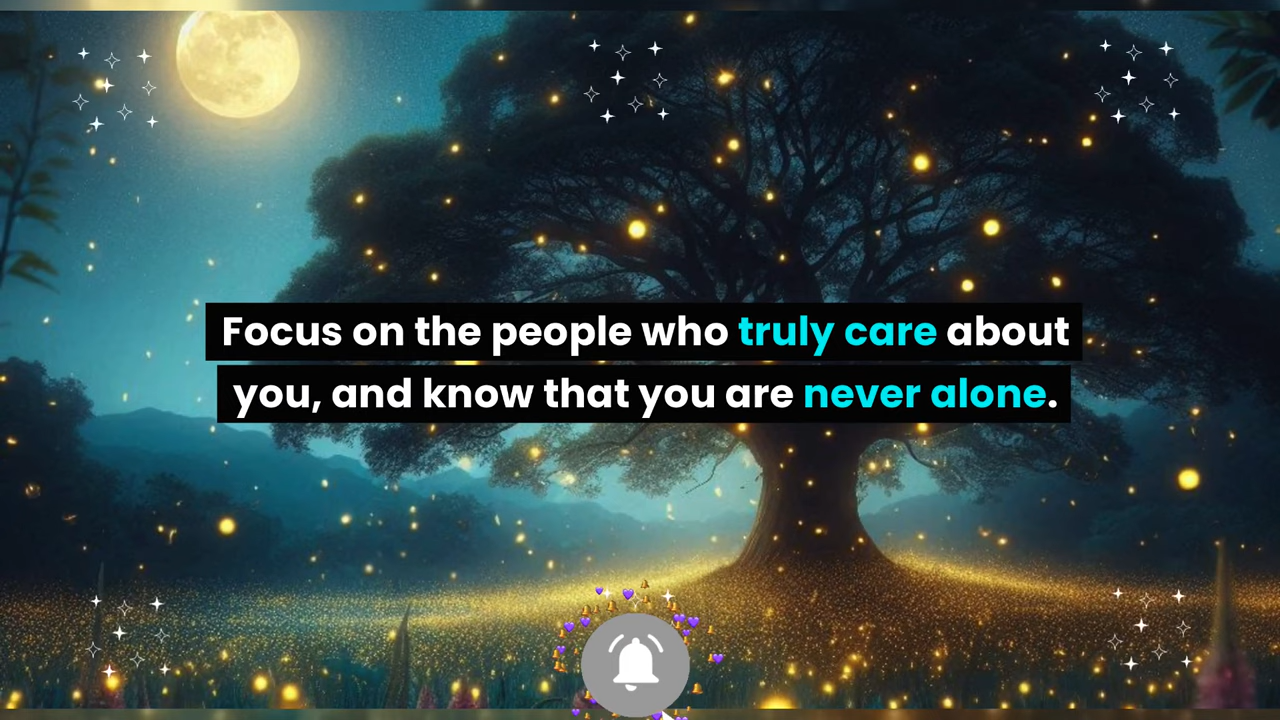 Focus on the people who truly care about
you, and know that you are never alone.